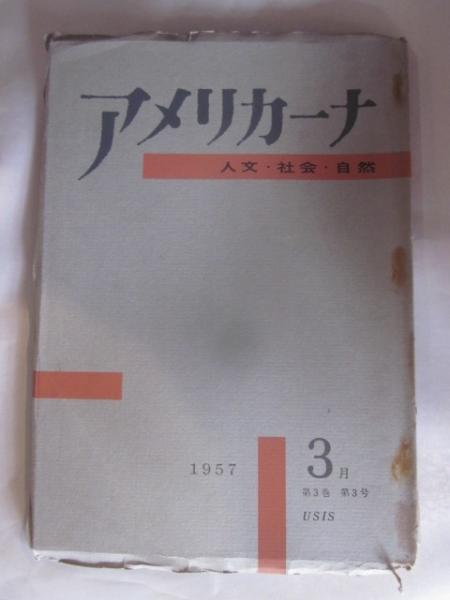 アメリカーナ
人文・社会・自然
1957 3月
第3巻 第3号
USIS